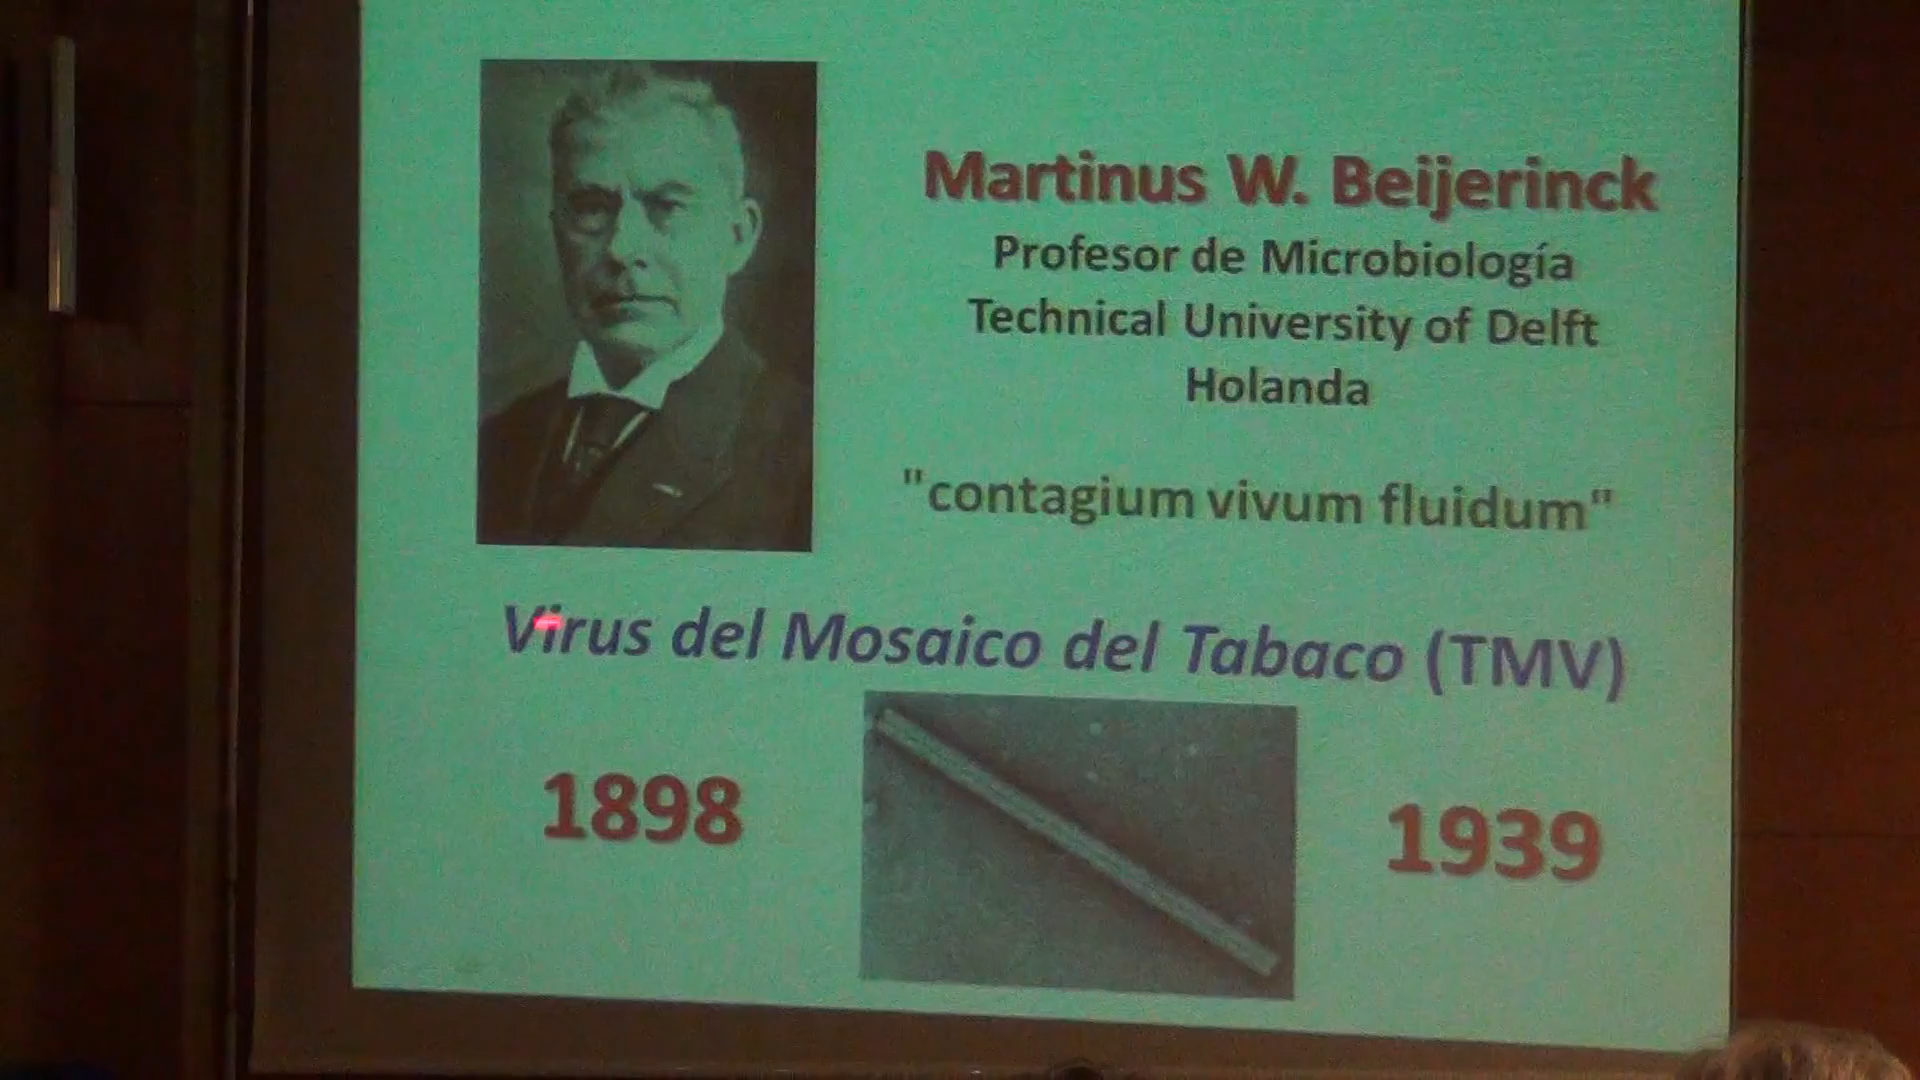 Martinus W. Beijerinck
Profesor de Microbiología
Technical University of Delft
Holanda
"contagium vivum fluidum"
Virus del Mosaico del Tabaco (TMV)
1898
1939